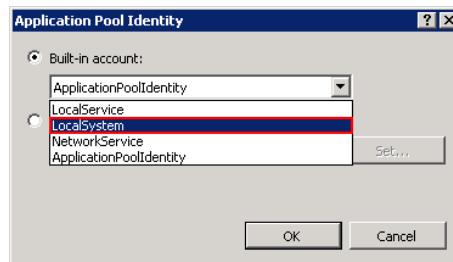 Application Pool Identity
Built-in account:
ApplicationPoolIdentity
LocalService
LocalSystem
NetworkService
ApplicationPoolIdentity
Set...
OK Cancel